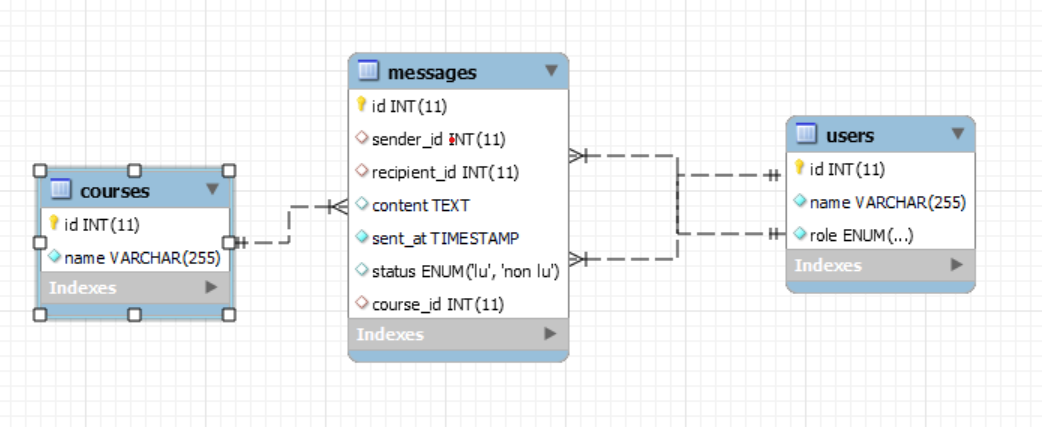 courses
id INT(11)
name VARCHAR(255)
Indexes
messages
id INT(11)
sender_id INT(11)
recipient_id INT(11)
content TEXT
sent_at TIMESTAMP
status ENUM('lu', 'non lu')
course_id INT(11)
Indexes
users
id INT(11)
name VARCHAR(255)
role ENUM(...)
Indexes